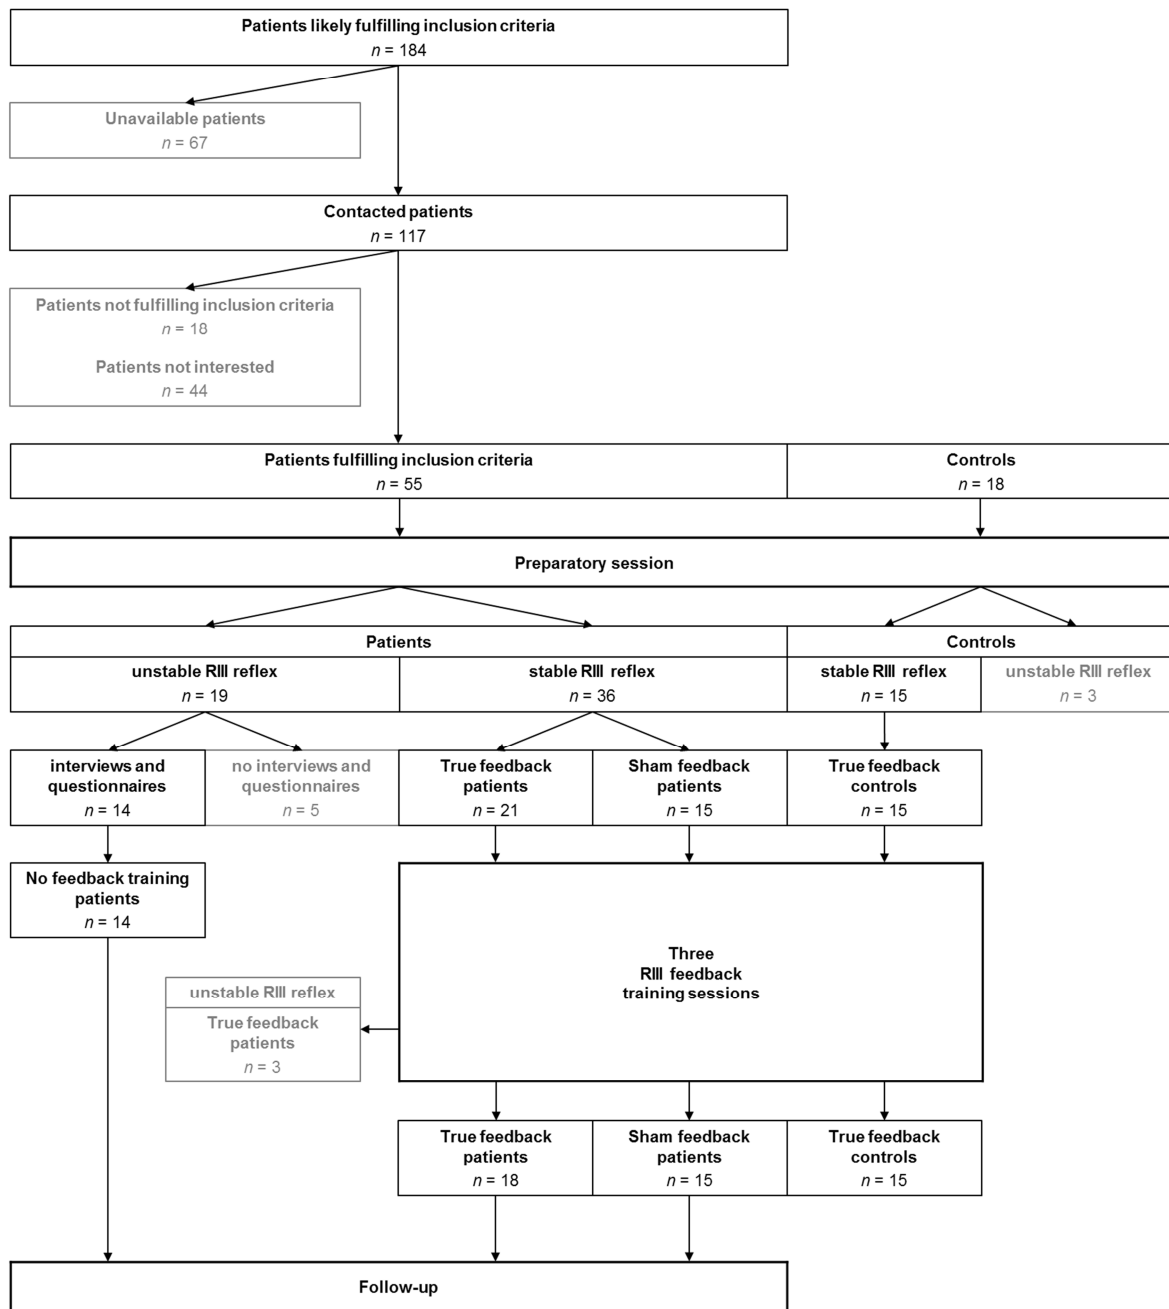 Patients likely fulfilling inclusion criteria
n = 184
Unavailable patients
n = 67
Contacted patients
n = 117
Patients not fulfilling inclusion criteria
n = 18
Patients not interested
n = 44
Patients fulfilling inclusion criteria
n = 55
Controls
n = 18
Preparatory session
Patients
Controls
unstable RIII reflex
n = 19
stable RIII reflex
n = 36
stable RIII reflex
n = 15
unstable RIII reflex
n = 3
interviews and
questionnaires
n = 14
no interviews and
questionnaires
n = 5
True feedback
patients
n = 21
Sham feedback
patients
n = 15
True feedback
controls
n = 15
No feedback training
patients
n = 14
Three
RIII feedback
training sessions
unstable RIII reflex
True feedback
patients
n = 3
True feedback
patients
n = 18
Sham feedback
patients
n = 15
True feedback
controls
n = 15
Follow-up